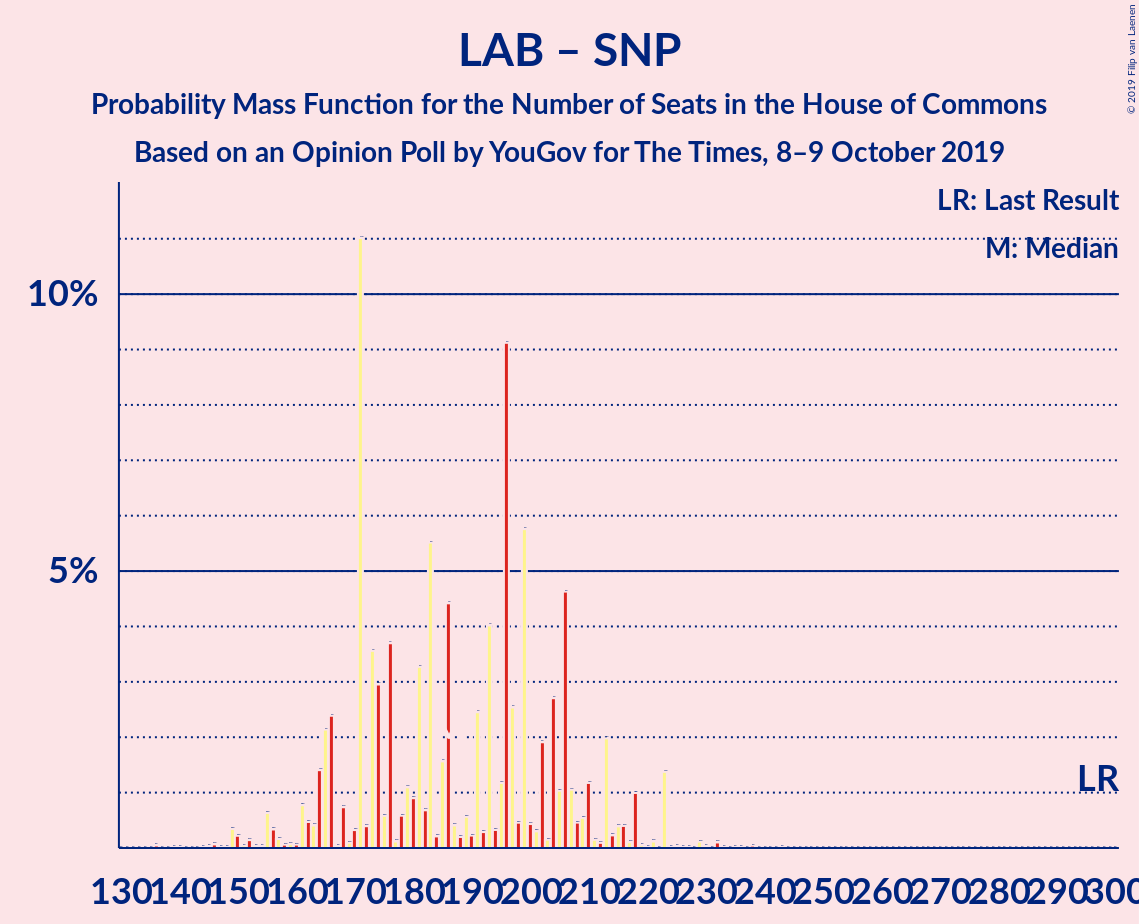 LAB – SNP
Probability Mass Function for the Number of Seats in the House of Commons
Based on an Opinion Poll by YouGov for The Times, 8–9 October 2019
© 2019 Filip van Laenen
LR: Last Result
M: Median
10%
5%
LR
130 140 150 160 170 180 190 200 210 220 230 240 250 260 270 280 290 300